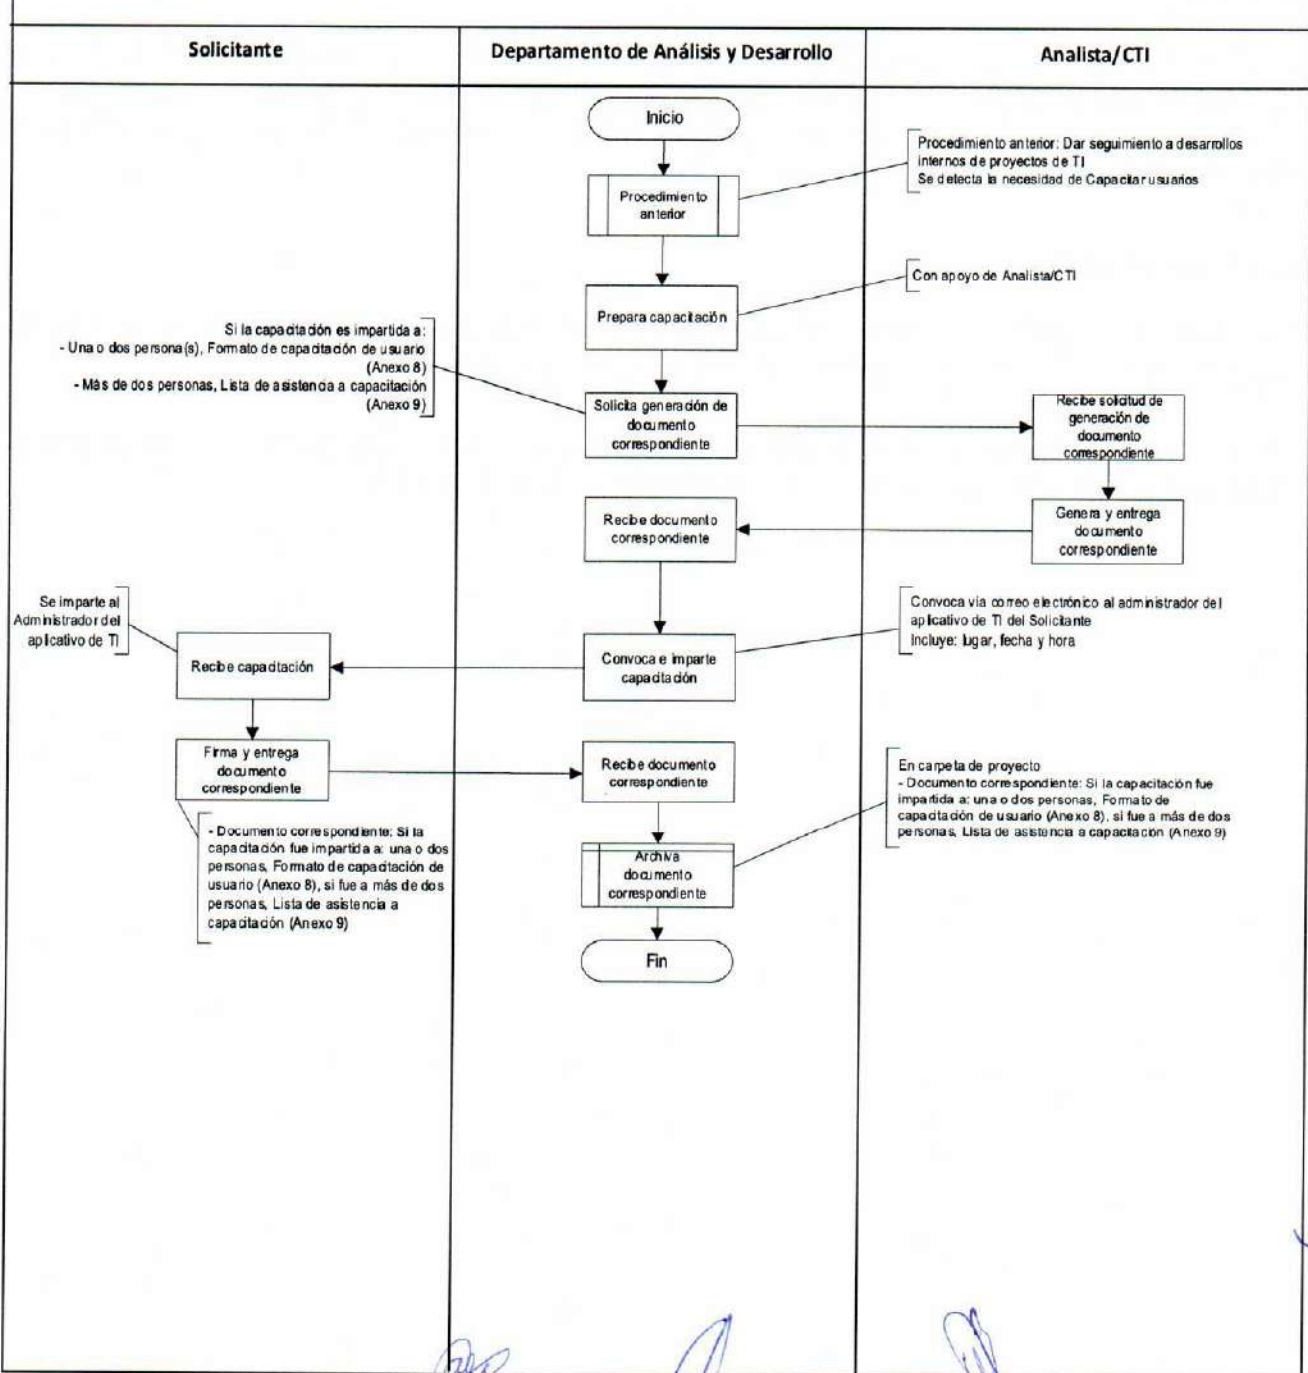 Solicitante
Departamento de Análisis y Desarrollo
Analista/CTI
Inicio
Procedimiento anterior: Dar seguimiento a desarrollos
internos de proyectos de TI
Se detecta la necesidad de Capacitar usuarios
Procedimiento
anterior
Con apoyo de Analista/CTI
Prepara capacitación
Si la capacitación es impartida a:
- Una o dos persona(s), Formato de capacitación de usuario
(Anexo 8)
- Más de dos personas, Lista de asistencia a capacitación
(Anexo 9)
Solicita generación de
documento
correspondiente
Recibe solicitud de
generación de
documento
correspondiente
Genera y entrega
documento
correspondiente
Recibe documento
correspondiente
Convoca vía correo electrónico al administrador del
aplicativo de TI del Solicitante
Incluye: lugar, fecha y hora
Convoca e imparte
capacitación
Se imparte al
Administrador del
aplicativo de TI
Recibe capacitación
Firma y entrega
documento
correspondiente
- Documento correspondiente: Si la
capacitación fue impartida a: una o dos
personas, Formato de capacitación de
usuario (Anexo 8), si fue a más de dos
personas, Lista de asistencia a
capacitación (Anexo 9)
Recibe documento
correspondiente
En carpeta de proyecto
- Documento correspondiente: Si la capacitación fue
impartida a: una o dos personas, Formato de
capacitación de usuario (Anexo 8), si fue a más de dos
personas, Lista de asistencia a capacitación (Anexo 9)
Archiva
documento
correspondiente
Fin